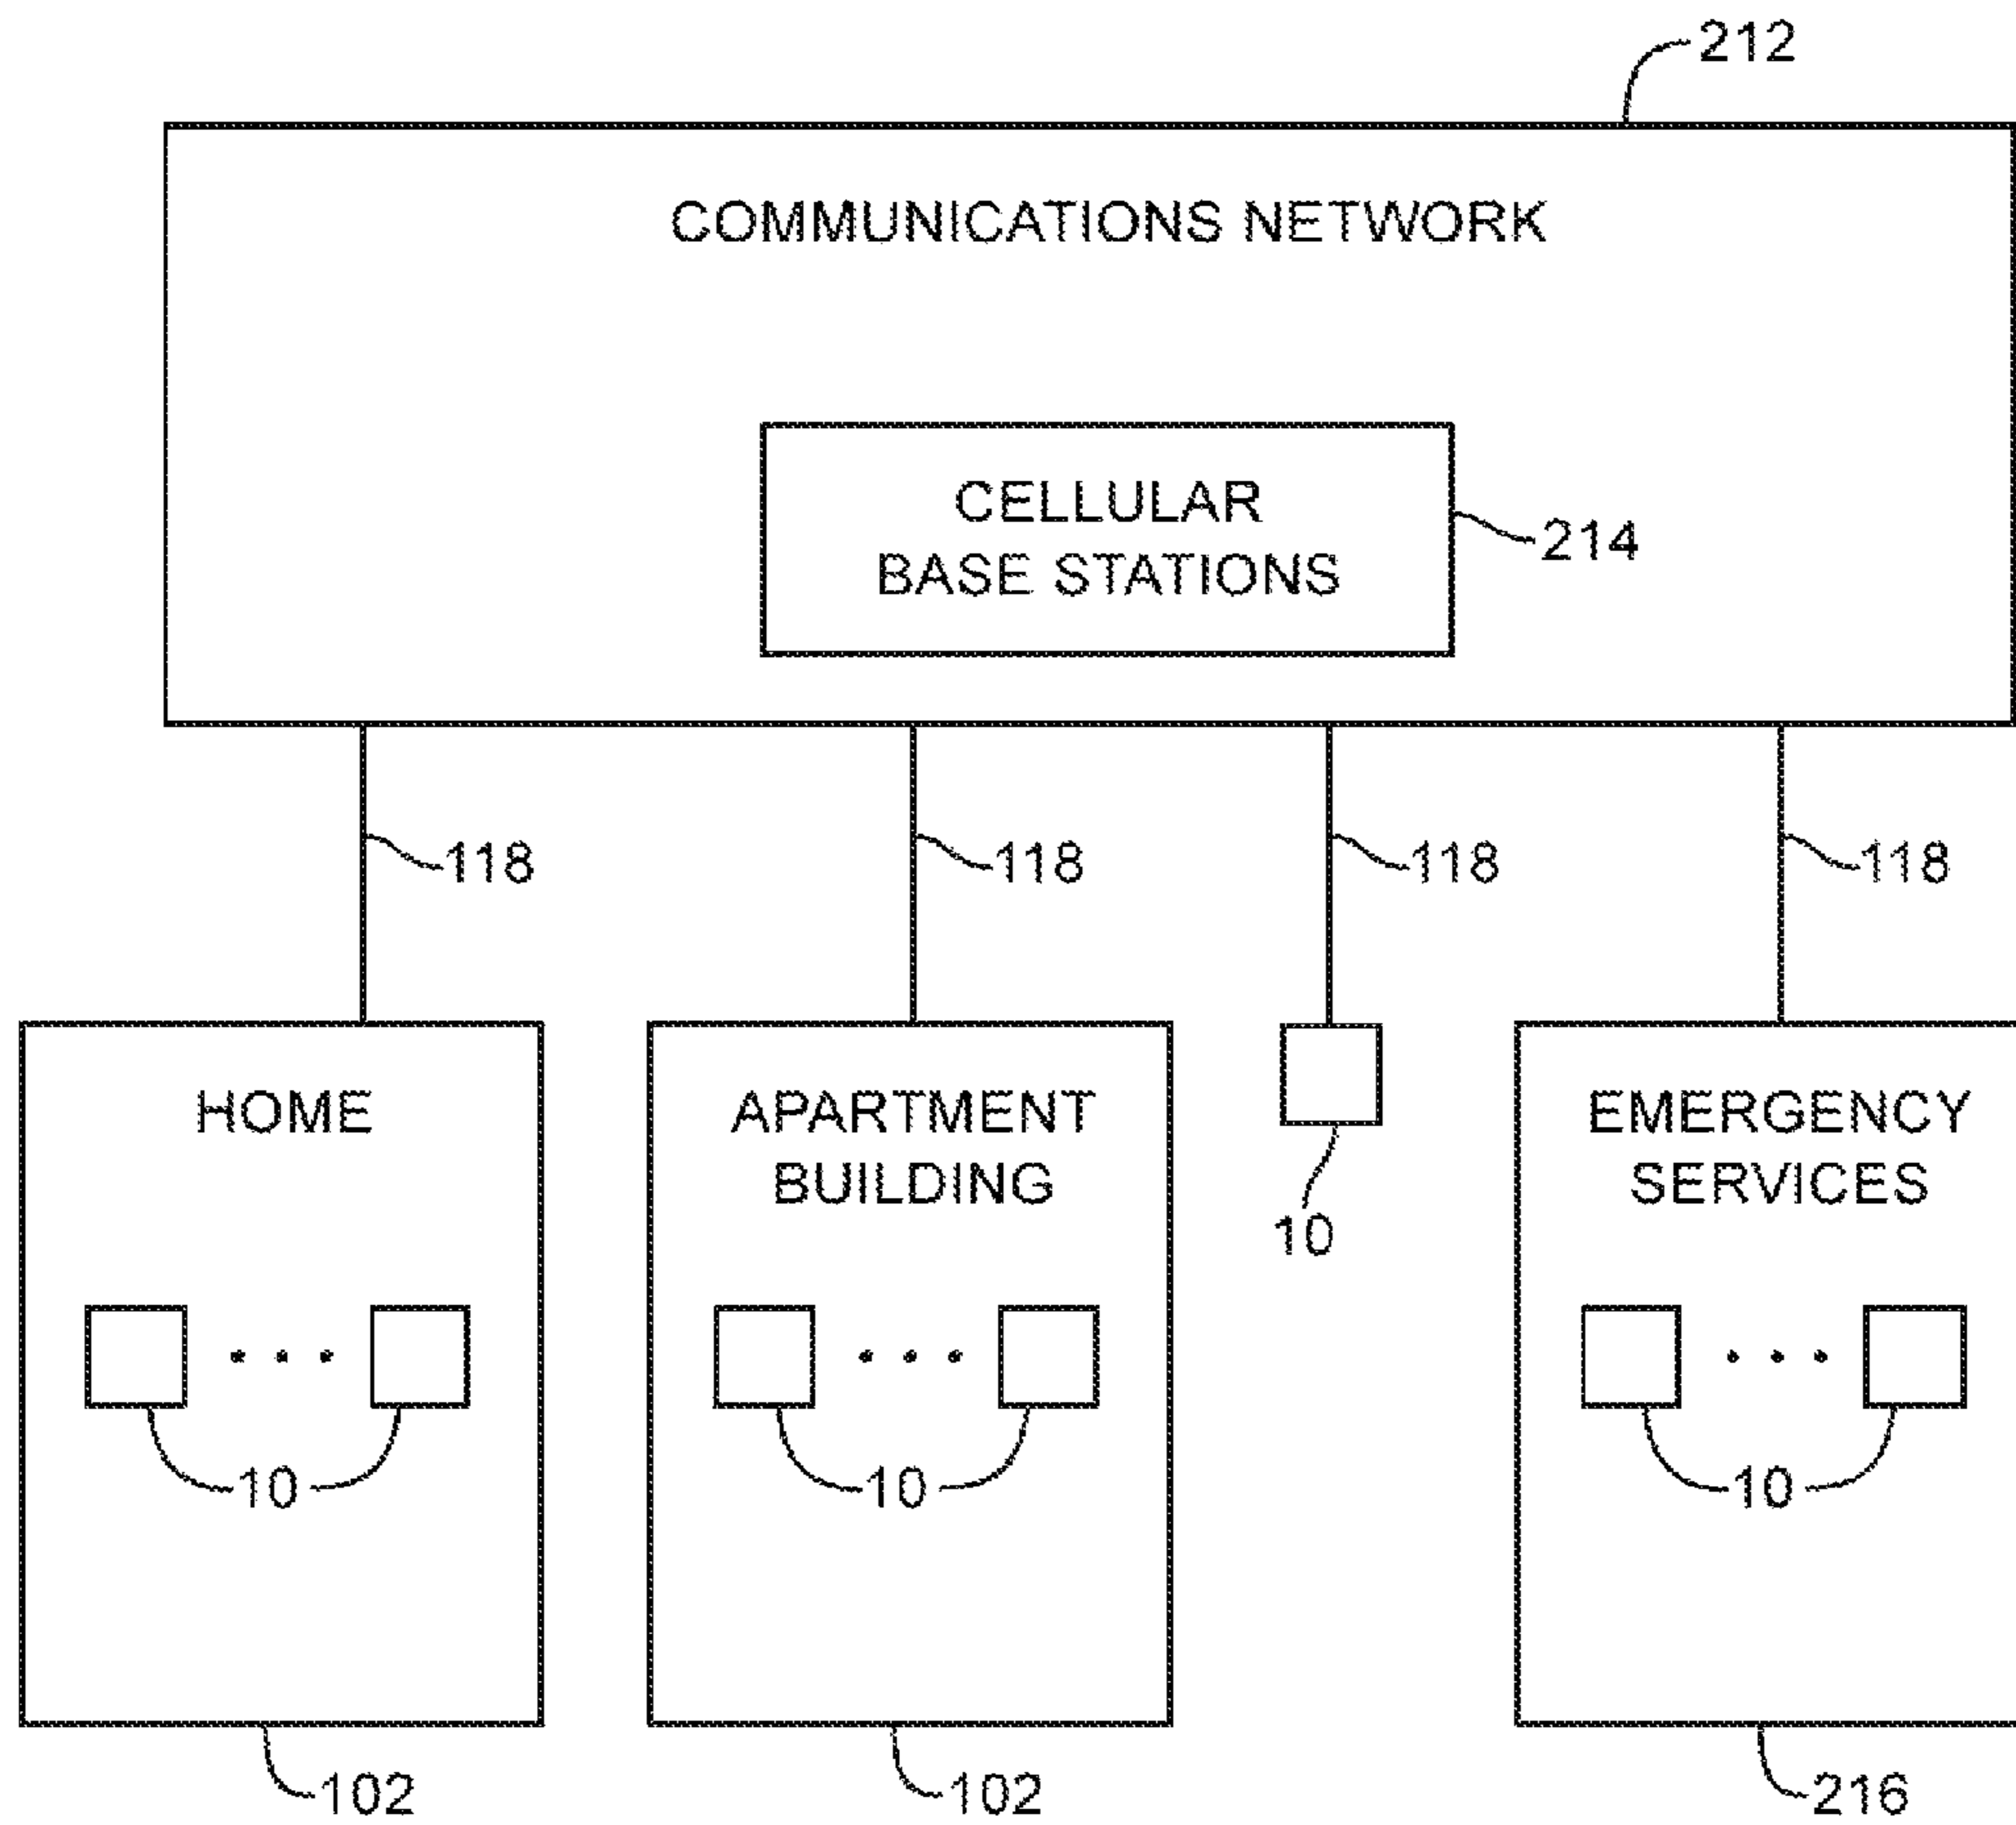 212
COMMUNICATIONS NETWORK
CELLULAR
BASE STATIONS
214
118
118
118
118
HOME
APARTMENT
BUILDING
10
EMERGENCY
SERVICES
10
10
10
102
102
216